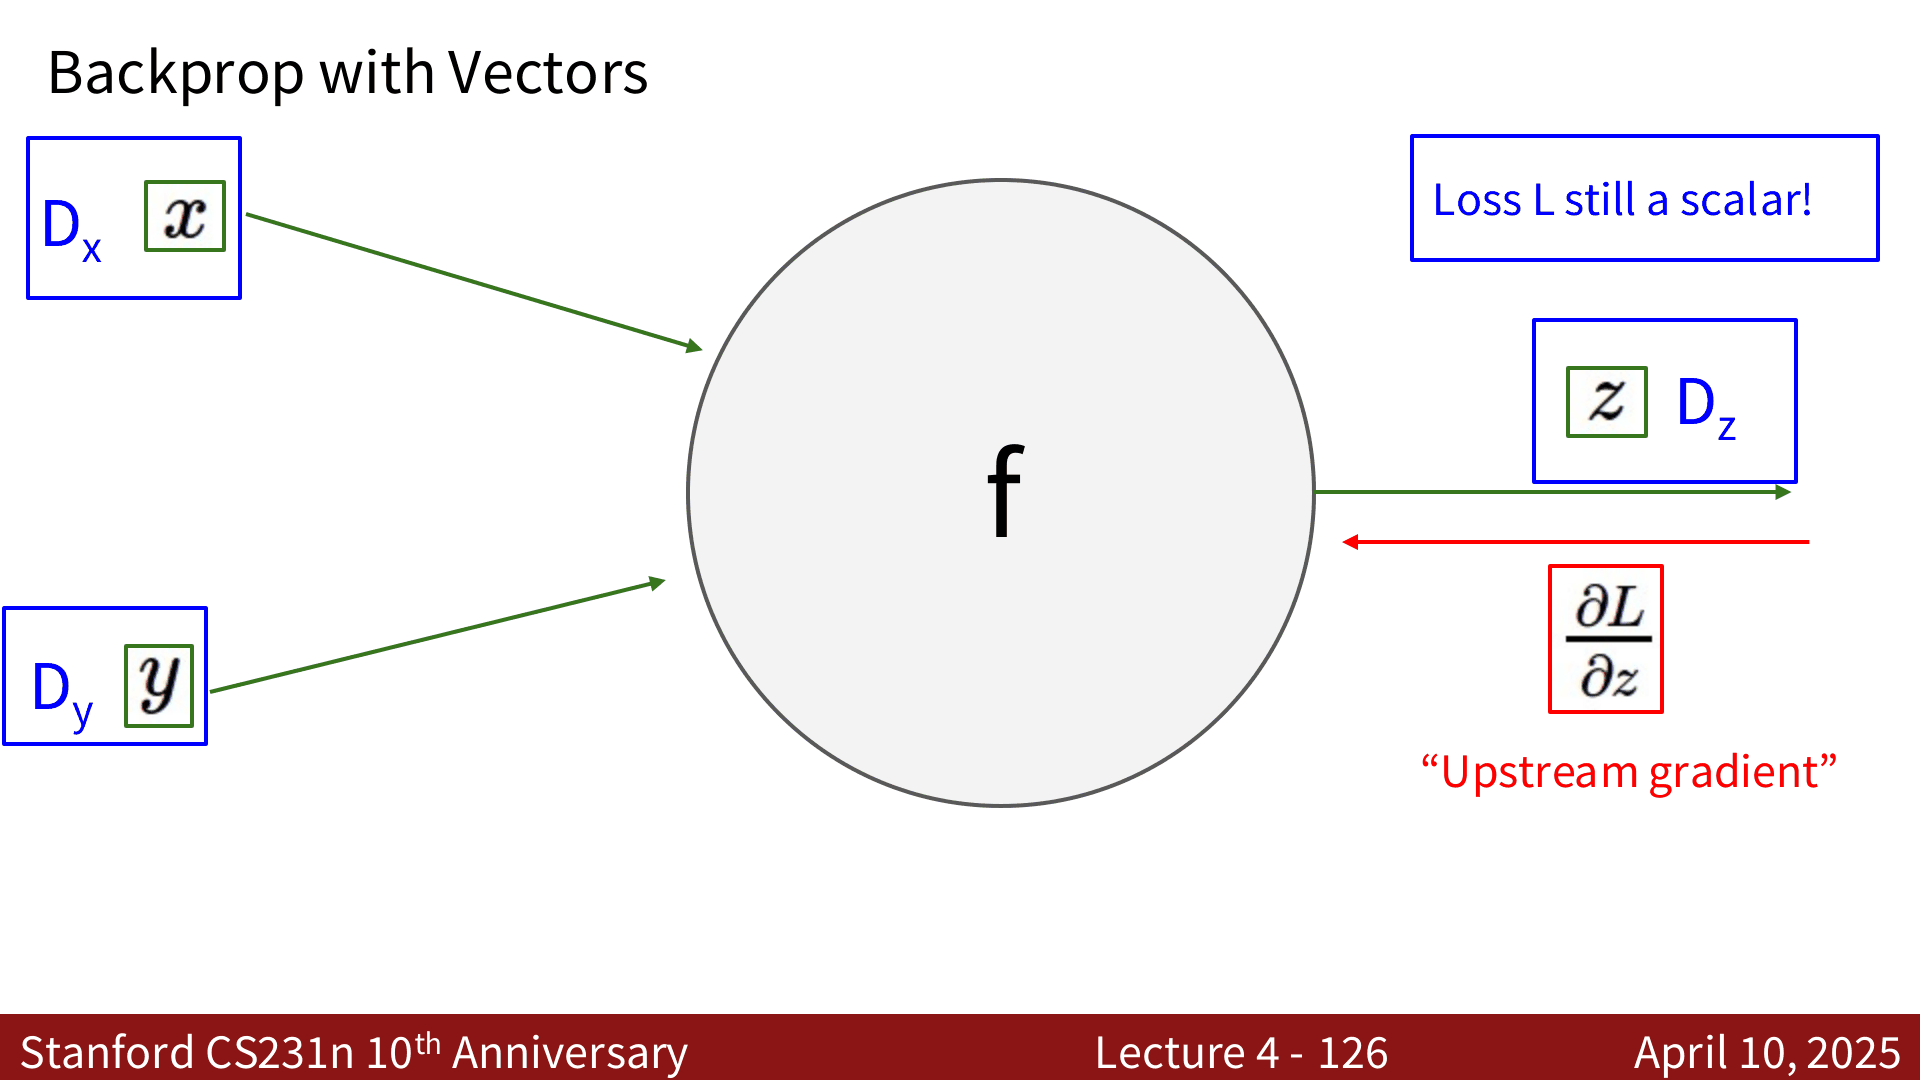 Backprop with Vectors
Dx x
Loss L still a scalar!
z Dz
f
Dy y
∂L
∂z
“Upstream gradient”
Stanford CS231n 10th Anniversary
Lecture 4 - 126
April 10, 2025